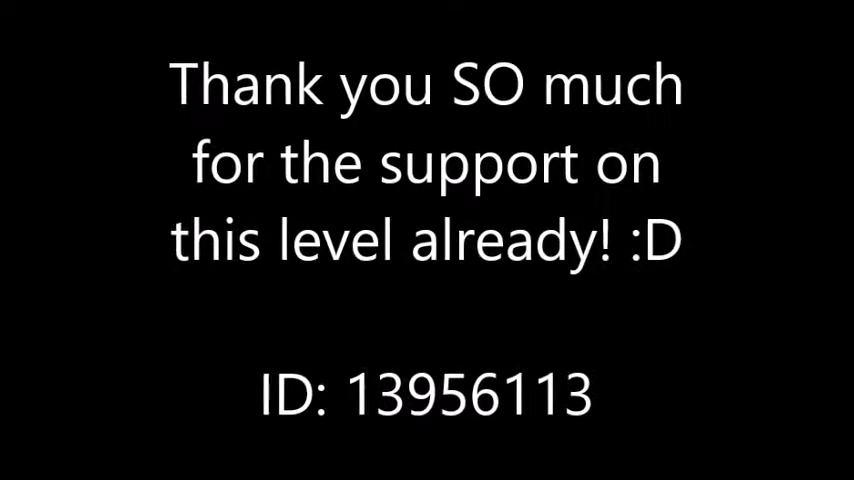 Thank you SO much
for the support on
this level already! :D
ID: 13956113